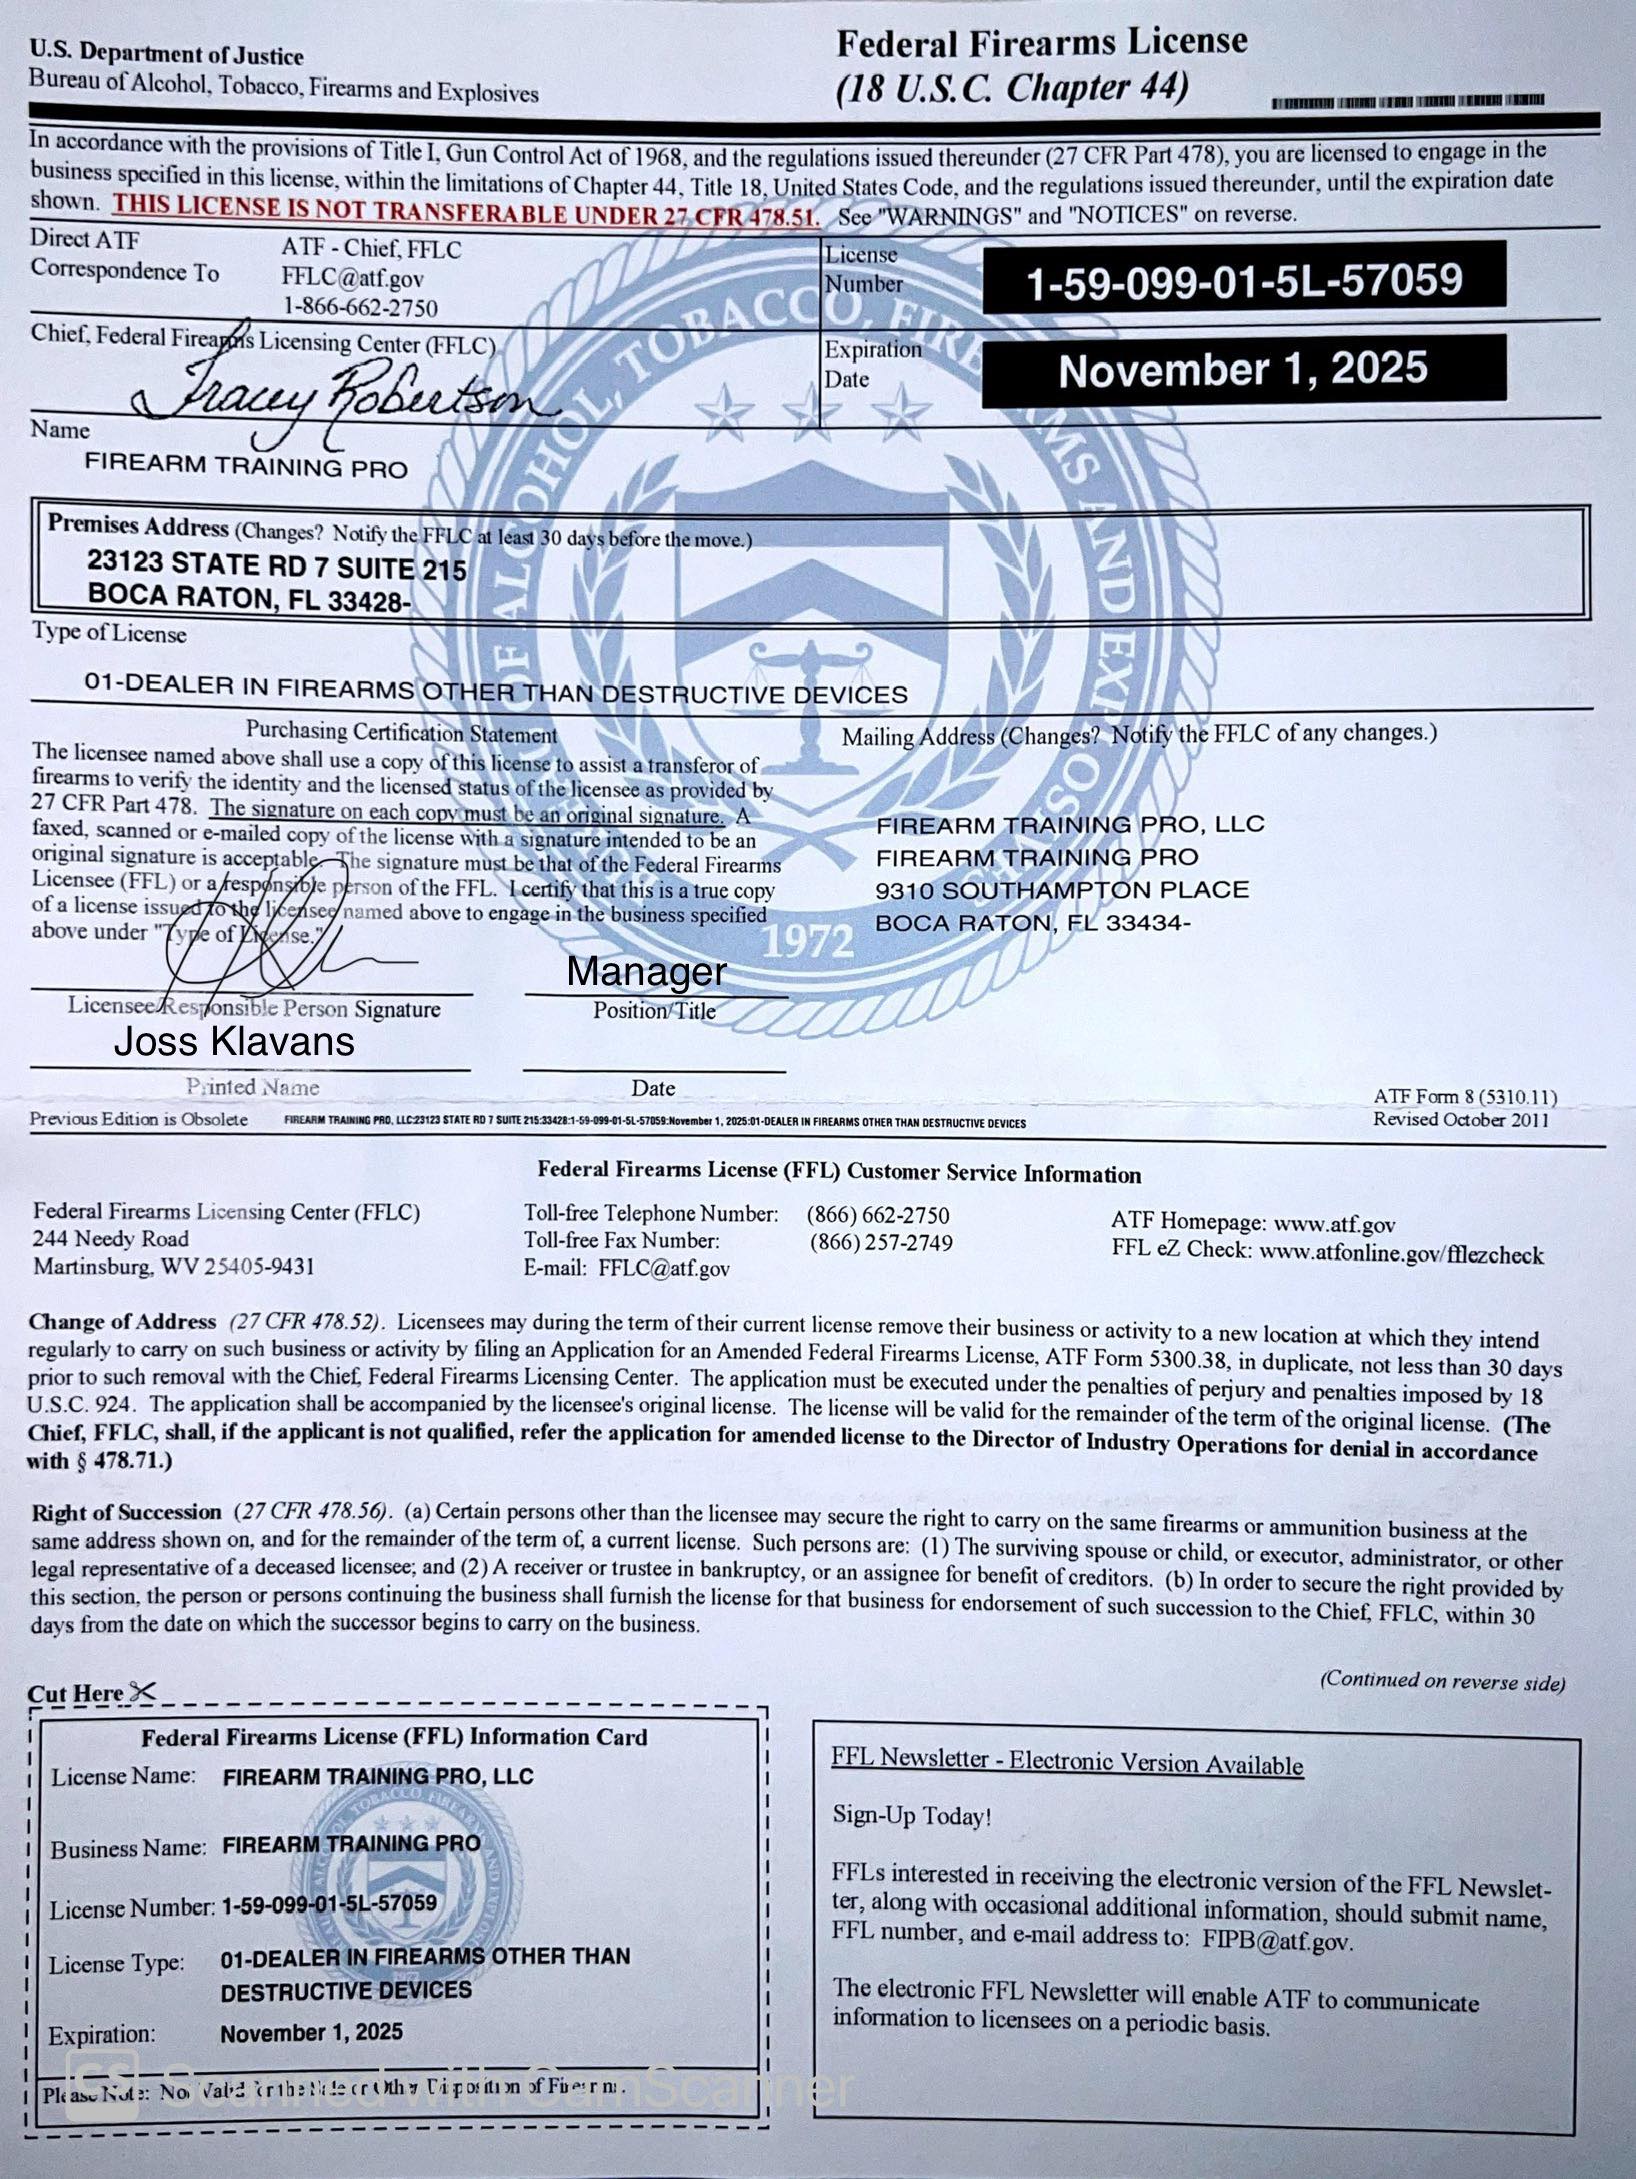 U.S. Department of Justice
Bureau of Alcohol, Tobacco, Firearms and Explosives
Federal Firearms License
(18 U.S.C. Chapter 44)
In accordance with the provisions of Title I, Gun Control Act of 1968, and the regulations issued thereunder (27 CFR Part 478), you are licensed to engage in the
business specified in this license, within the limitations of Chapter 44, Title 18, United States Code, and the regulations issued thereunder, until the expiration date
shown. THIS LICENSE IS NOT TRANSFERABLE UNDER 27 CFR 478.51. See "WARNINGS" and "NOTICES" on reverse.
Direct ATF
Correspondence To
ATF - Chief, FFLC
FFLC@atf.gov
1-866-662-2750
License
Number
1-59-099-01-5L-57059
Chief, Federal Firearms Licensing Center (FFLC)
Tracey Robertson
Expiration
Date
November 1, 2025
Name
FIREARM TRAINING PRO
Premises Address (Changes? Notify the FFLC at least 30 days before the move.)
23123 STATE RD 7 SUITE 215
BOCA RATON, FL 33428-
Type of License
01-DEALER IN FIREARMS OTHER THAN DESTRUCTIVE DEVICES
Purchasing Certification Statement
The licensee named above shall use a copy of this license to assist a transferor of
firearms to verify the identity and the licensed status of the licensee as provided by
27 CFR Part 478. The signature on each copy must be an original signature. A
faxed, scanned or e-mailed copy of the license with a signature intended to be an
original signature is acceptable. The signature must be that of the Federal Firearms
Licensee (FFL) or a responsible person of the FFL. I certify that this is a true copy
of a license issued to the licensee named above to engage in the business specified
above under "Type of License."
Mailing Address (Changes? Notify the FFLC of any changes.)
FIREARM TRAINING PRO, LLC
FIREARM TRAINING PRO
9310 SOUTHAMPTON PLACE
BOCA RATON, FL 33434-
1972
Manager
Licensee/Responsible Person Signature
Position/Title
Joss Klavans
Printed Name
Date
ATF Form 8 (5310.11)
Revised October 2011
Previous Edition is Obsolete
FIREARM TRAINING PRO, LLC:23123 STATE RD 7 SUITE 215:33428:1-59-099-01-5L-57059:November 1, 2025:01-DEALER IN FIREARMS OTHER THAN DESTRUCTIVE DEVICES
Federal Firearms License (FFL) Customer Service Information
Federal Firearms Licensing Center (FFLC)
244 Needy Road
Martinsburg, WV 25405-9431
Toll-free Telephone Number: (866) 662-2750
Toll-free Fax Number: (866) 257-2749
E-mail: FFLC@atf.gov
ATF Homepage: www.atf.gov
FFL eZ Check: www.atfonline.gov/fflezcheck
Change of Address (27 CFR 478.52). Licensees may during the term of their current license remove their business or activity to a new location at which they intend
regularly to carry on such business or activity by filing an Application for an Amended Federal Firearms License, ATF Form 5300.38, in duplicate, not less than 30 days
prior to such removal with the Chief, Federal Firearms Licensing Center. The application must be executed under the penalties of perjury and penalties imposed by 18
U.S.C. 924. The application shall be accompanied by the licensee's original license. The license will be valid for the remainder of the term of the original license. (The
Chief, FFLC, shall, if the applicant is not qualified, refer the application for amended license to the Director of Industry Operations for denial in accordance
with § 478.71.)
Right of Succession (27 CFR 478.56). (a) Certain persons other than the licensee may secure the right to carry on the same firearms or ammunition business at the
same address shown on, and for the remainder of the term of, a current license. Such persons are: (1) The surviving spouse or child, or executor, administrator, or other
legal representative of a deceased licensee; and (2) A receiver or trustee in bankruptcy, or an assignee for benefit of creditors. (b) In order to secure the right provided by
this section, the person or persons continuing the business shall furnish the license for that business for endorsement of such succession to the Chief, FFLC, within 30
days from the date on which the successor begins to carry on the business.
(Continued on reverse side)
Cut Here
Federal Firearms License (FFL) Information Card
License Name: FIREARM TRAINING PRO, LLC
Business Name: FIREARM TRAINING PRO
License Number: 1-59-099-01-5L-57059
License Type: 01-DEALER IN FIREARMS OTHER THAN
DESTRUCTIVE DEVICES
Expiration: November 1, 2025
Please Note: Not Valid for the Sale or Other Disposition of Firearms.
FFL Newsletter - Electronic Version Available
Sign-Up Today!
FFLs interested in receiving the electronic version of the FFL Newslet-
ter, along with occasional additional information, should submit name,
FFL number, and e-mail address to: FIPB@atf.gov.
The electronic FFL Newsletter will enable ATF to communicate
information to licensees on a periodic basis.
CS Scanned with CamScanner